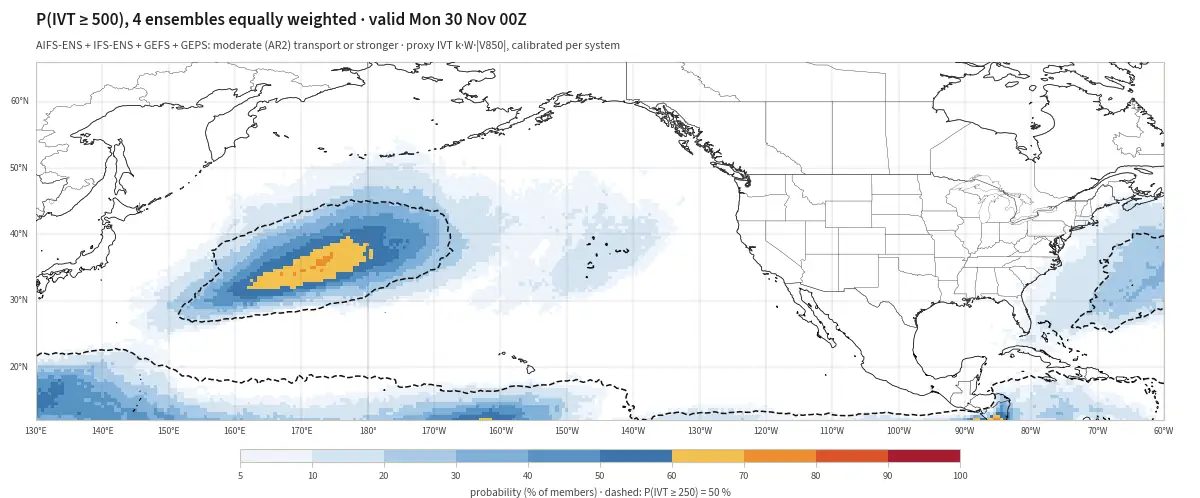 P(IVT ≥ 500), 4 ensembles equally weighted · valid Mon 30 Nov 00Z
AIFS-ENS + IFS-ENS + GEFS + GEPS: moderate (AR2) transport or stronger · proxy IVT k·W·|V850|, calibrated per system
60°N
50°N
40°N
30°N
20°N
130°E 140°E 150°E 160°E 170°E 180° 170°W 160°W 150°W 140°W 130°W 120°W 110°W 100°W 90°W 80°W 70°W 60°W
5 10 20 30 40 50 60 70 80 90 100
probability (% of members) · dashed: P(IVT ≥ 250) = 50 %